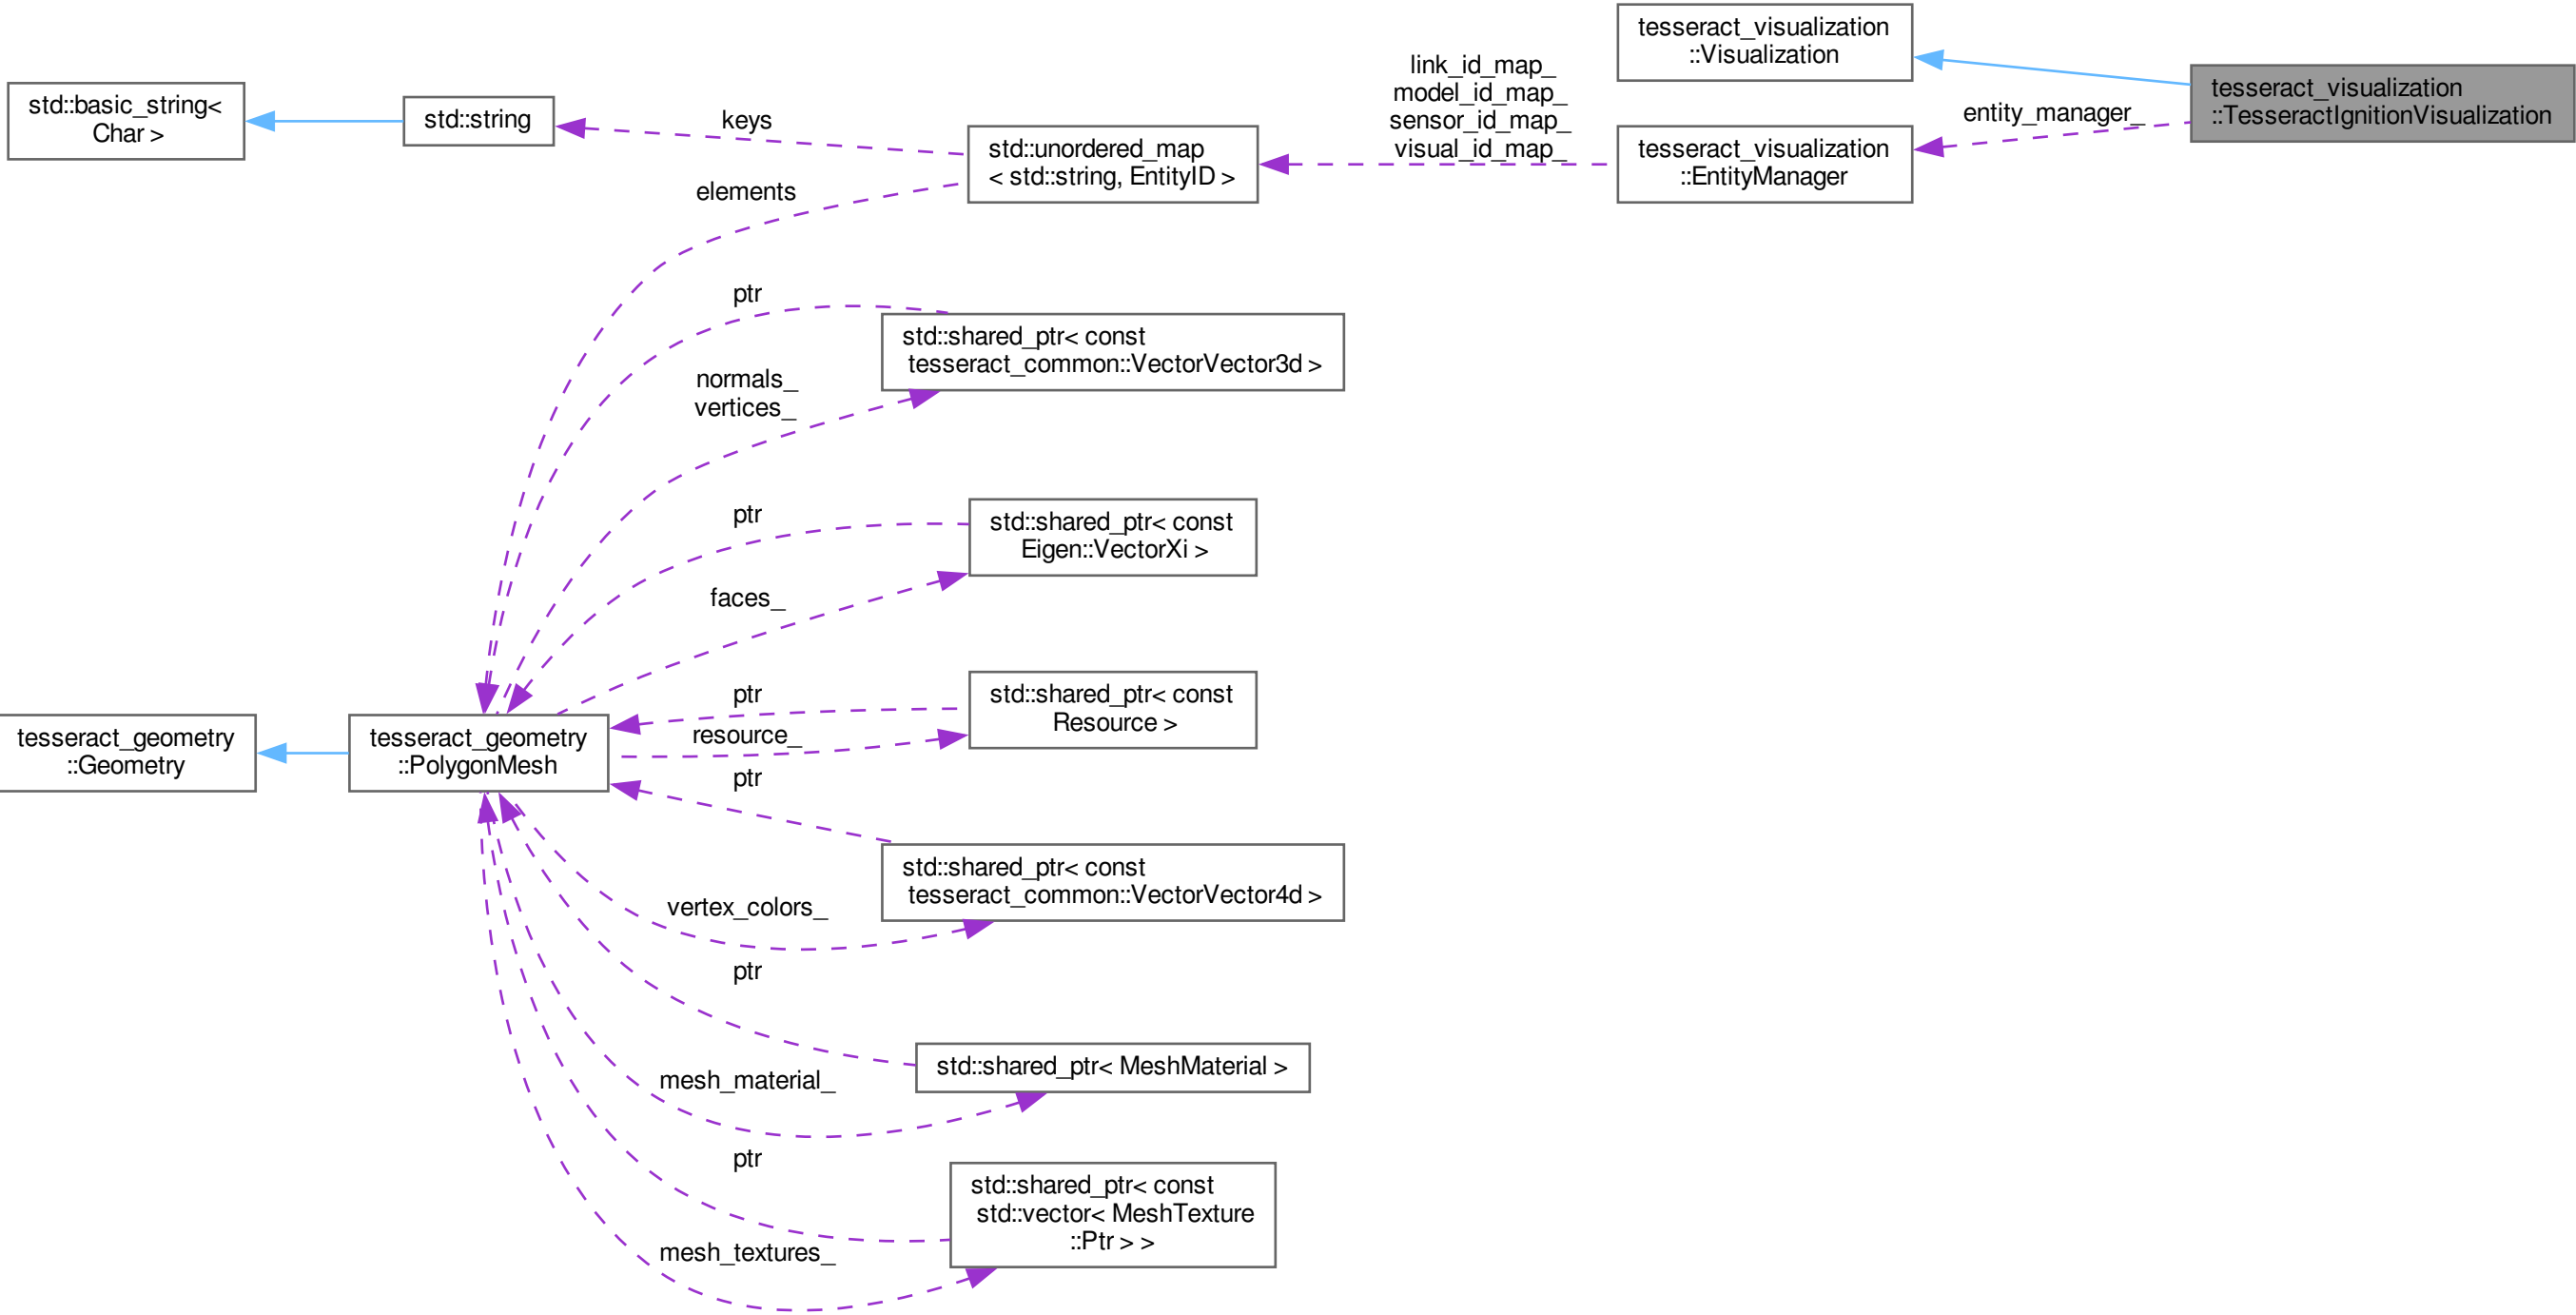 tesseract_visualization
::Visualization
link_id_map_
model_id_map_
sensor_id_map_
visual_id_map_
tesseract_visualization
::TesseractIgnitionVisualization
entity_manager_
std::basic_string<
Char >
std::string
keys
std::unordered_map
< std::string, EntityID >
tesseract_visualization
::EntityManager
elements
ptr
std::shared_ptr< const
tesseract_common::VectorVector3d >
normals_
vertices_
ptr
std::shared_ptr< const
Eigen::VectorXi >
faces_
ptr
std::shared_ptr< const
Resource >
resource_
tesseract_geometry
::Geometry
tesseract_geometry
::PolygonMesh
ptr
std::shared_ptr< const
tesseract_common::VectorVector4d >
vertex_colors_
ptr
std::shared_ptr< MeshMaterial >
mesh_material_
ptr
std::shared_ptr< const
std::vector< MeshTexture
::Ptr > >
mesh_textures_